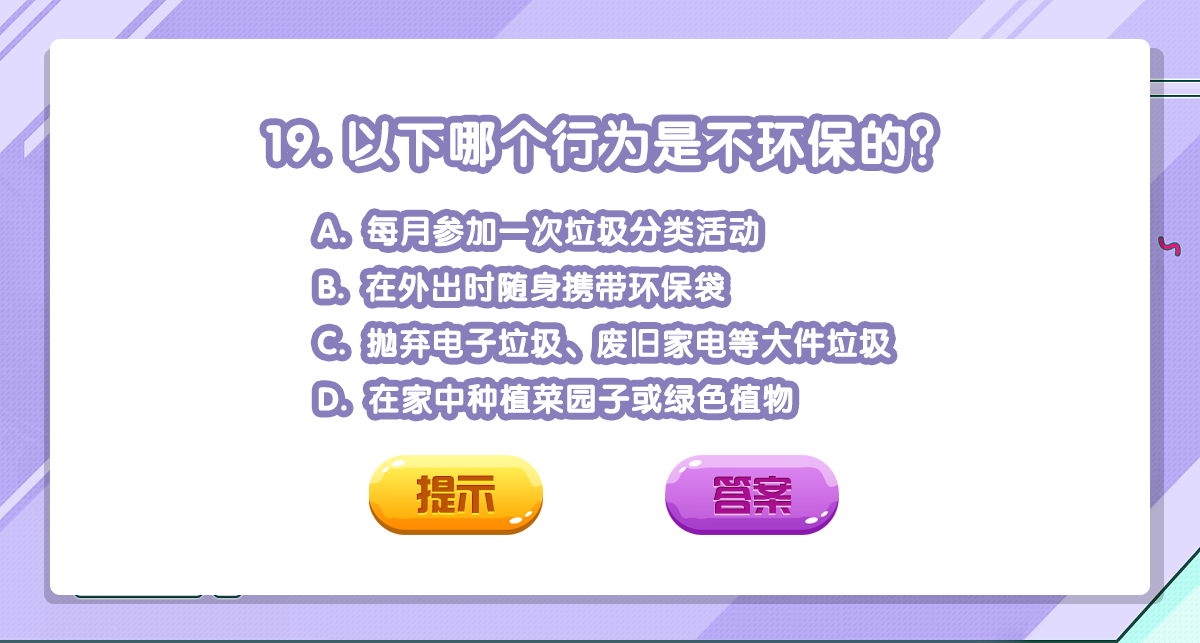 19. 以下哪个行为是不环保的?
A. 每月参加一次垃圾分类活动
B. 在外出时随身携带环保袋
C. 抛弃电子垃圾、废旧家电等大件垃圾
D. 在家中种植菜园子或绿色植物
提示 答案